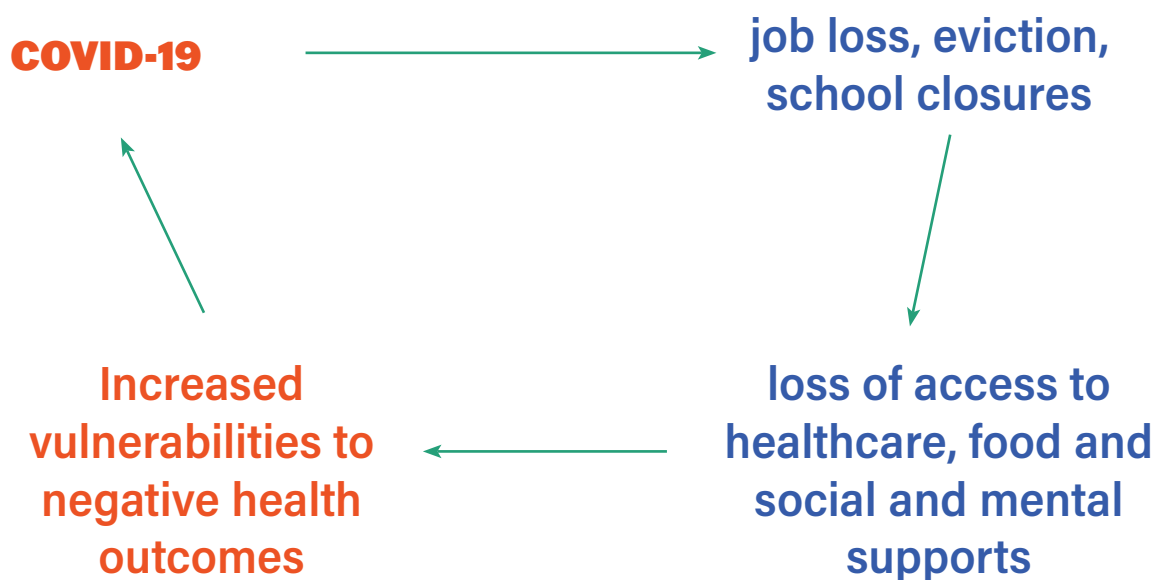 COVID-19
job loss, eviction,
school closures
Increased
vulnerabilities to
negative health
outcomes
loss of access to
healthcare, food and
social and mental
supports